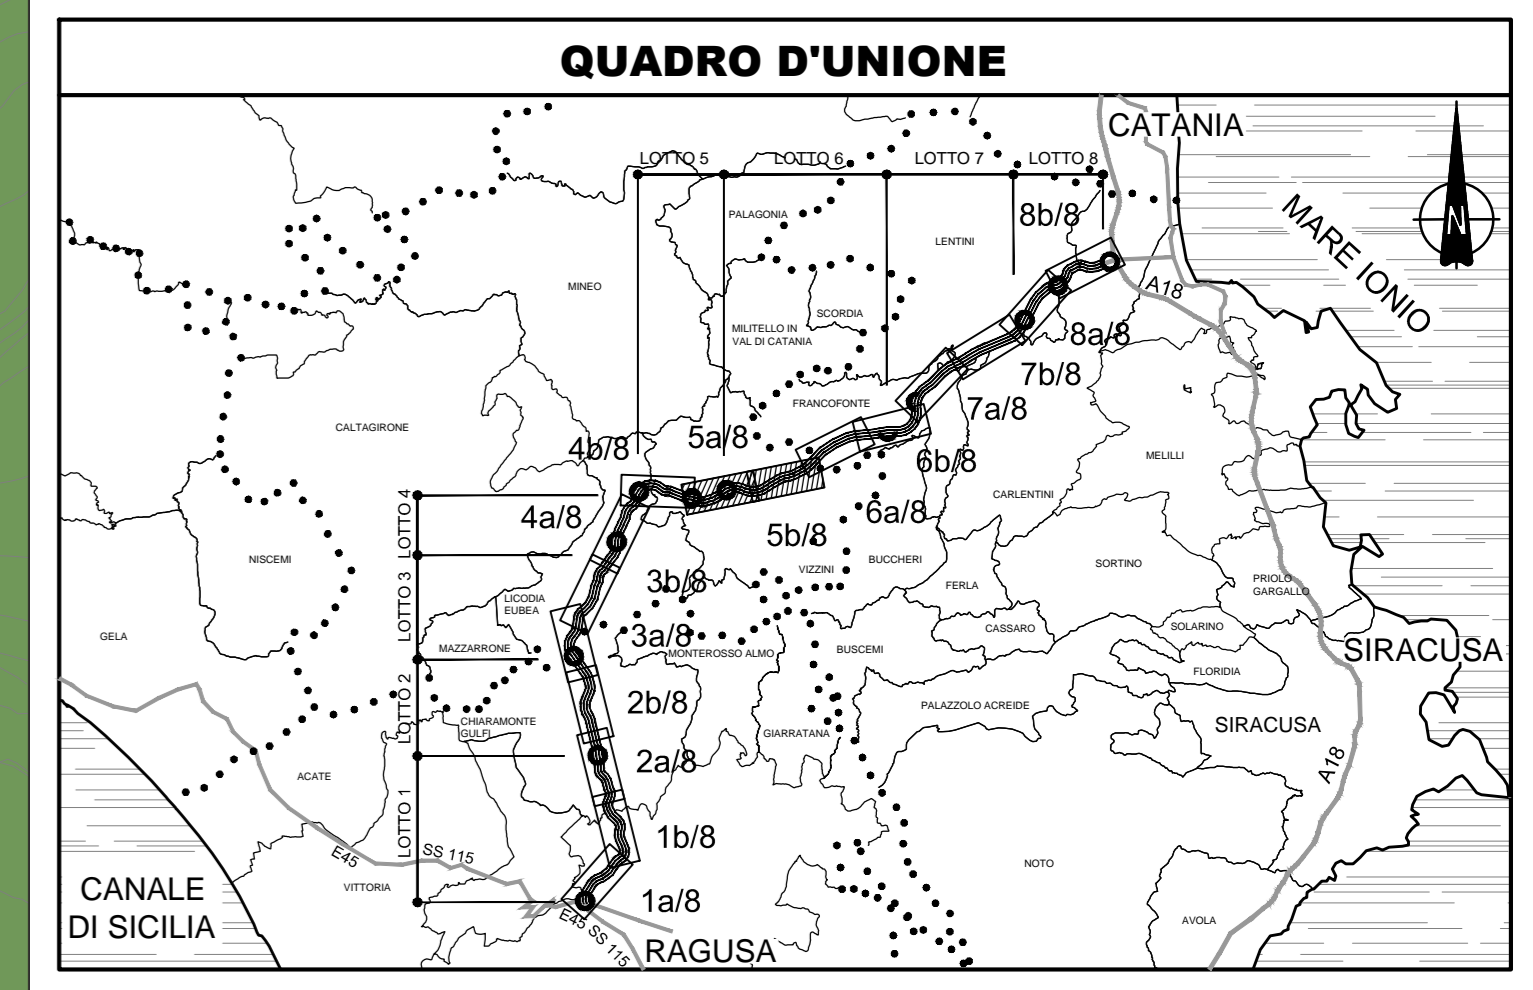 QUADRO D'UNIONE
CATANIA
LOTTO 5
LOTTO 6
LOTTO 7
LOTTO 8
8b/8
PALAGONIA
LENTINI
MARE IONIO
N
MINEO
A18
SCORDIA
MILITELLO IN
VAL DI CATANIA
8a/8
7b/8
FRANCOFONTE
7a/8
CALTAGIRONE
5a/8
4b/8
6b/8
MELILLI
CARLENTINI
4a/8
6a/8
LOTTO 4
5b/8
NISCEMI
VIZZINI
BUCCHERI
SORTINO
3b/8
FERLA
PRIOLO
GARGALLO
LICODIA
EUBEA
LOTTO 3
GELA
3a/8
CASSARO
SOLARINO
MAZZARRONE
MONTEROSSO ALMO
BUSCEMI
SIRACUSA
FLORIDIA
2b/8
LOTTO 2
PALAZZOLO ACREIDE
CHIARAMONTE
GULFI
GIARRATANA
SIRACUSA
2a/8
A18
ACATE
LOTTO 1
1b/8
E45
SS 115
NOTO
VITTORIA
CANALE
DI SICILIA
1a/8
E45 SS 115
AVOLA
RAGUSA